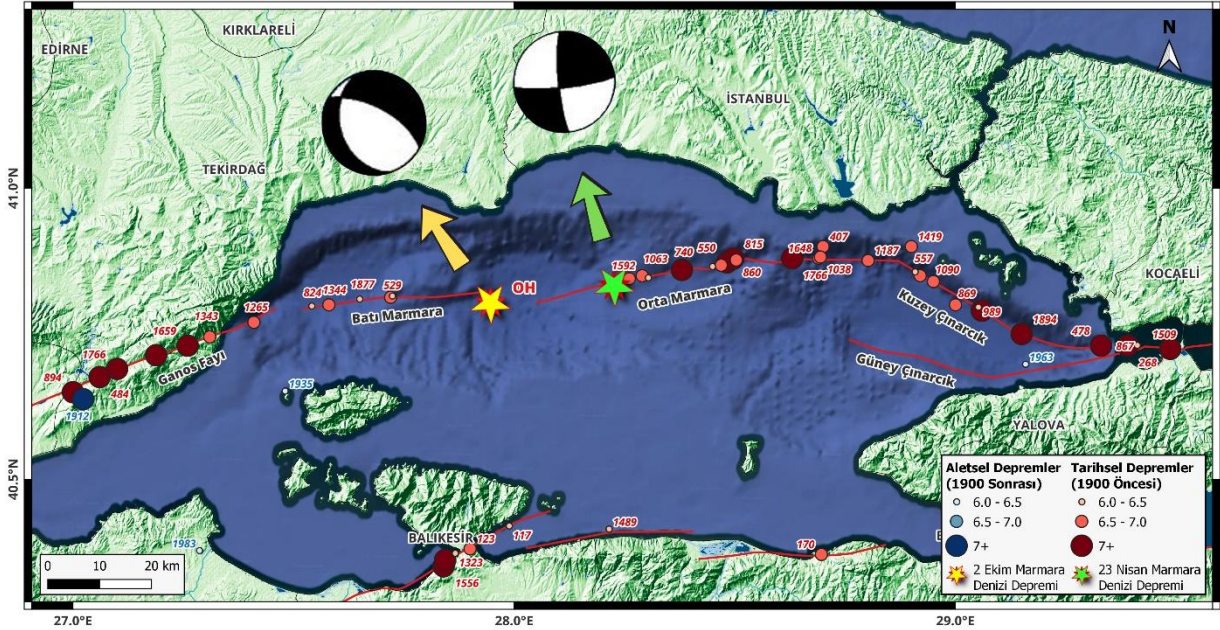 EDİRNE
KIRKLARELİ
N
İSTANBUL
TEKİRDAĞ
41.0°N
KOCAELİ
YALOVA
BALIKESİR
40.5°N
407
1419
550
815
1648
1187
740
1063
1592
860
1766
1038
557
1090
OH
824
1344
1877
529
Batı Marmara
Orta Marmara
Kuzey Çınarcık
869
989
1894
478
867
1509
268
1265
1343
1659
1766
Ganos Fayı
894
484
1912
1935
Güney Çınarcık
1963
1983
123
117
1489
1323
1556
170
Aletsel Depremler
(1900 Sonrası)
6.0 - 6.5
6.5 - 7.0
7+
2 Ekim Marmara
Denizi Depremi
Tarihsel Depremler
(1900 Öncesi)
6.0 - 6.5
6.5 - 7.0
7+
23 Nisan Marmara
Denizi Depremi
0 10 20 km
27.0°E
28.0°E
29.0°E